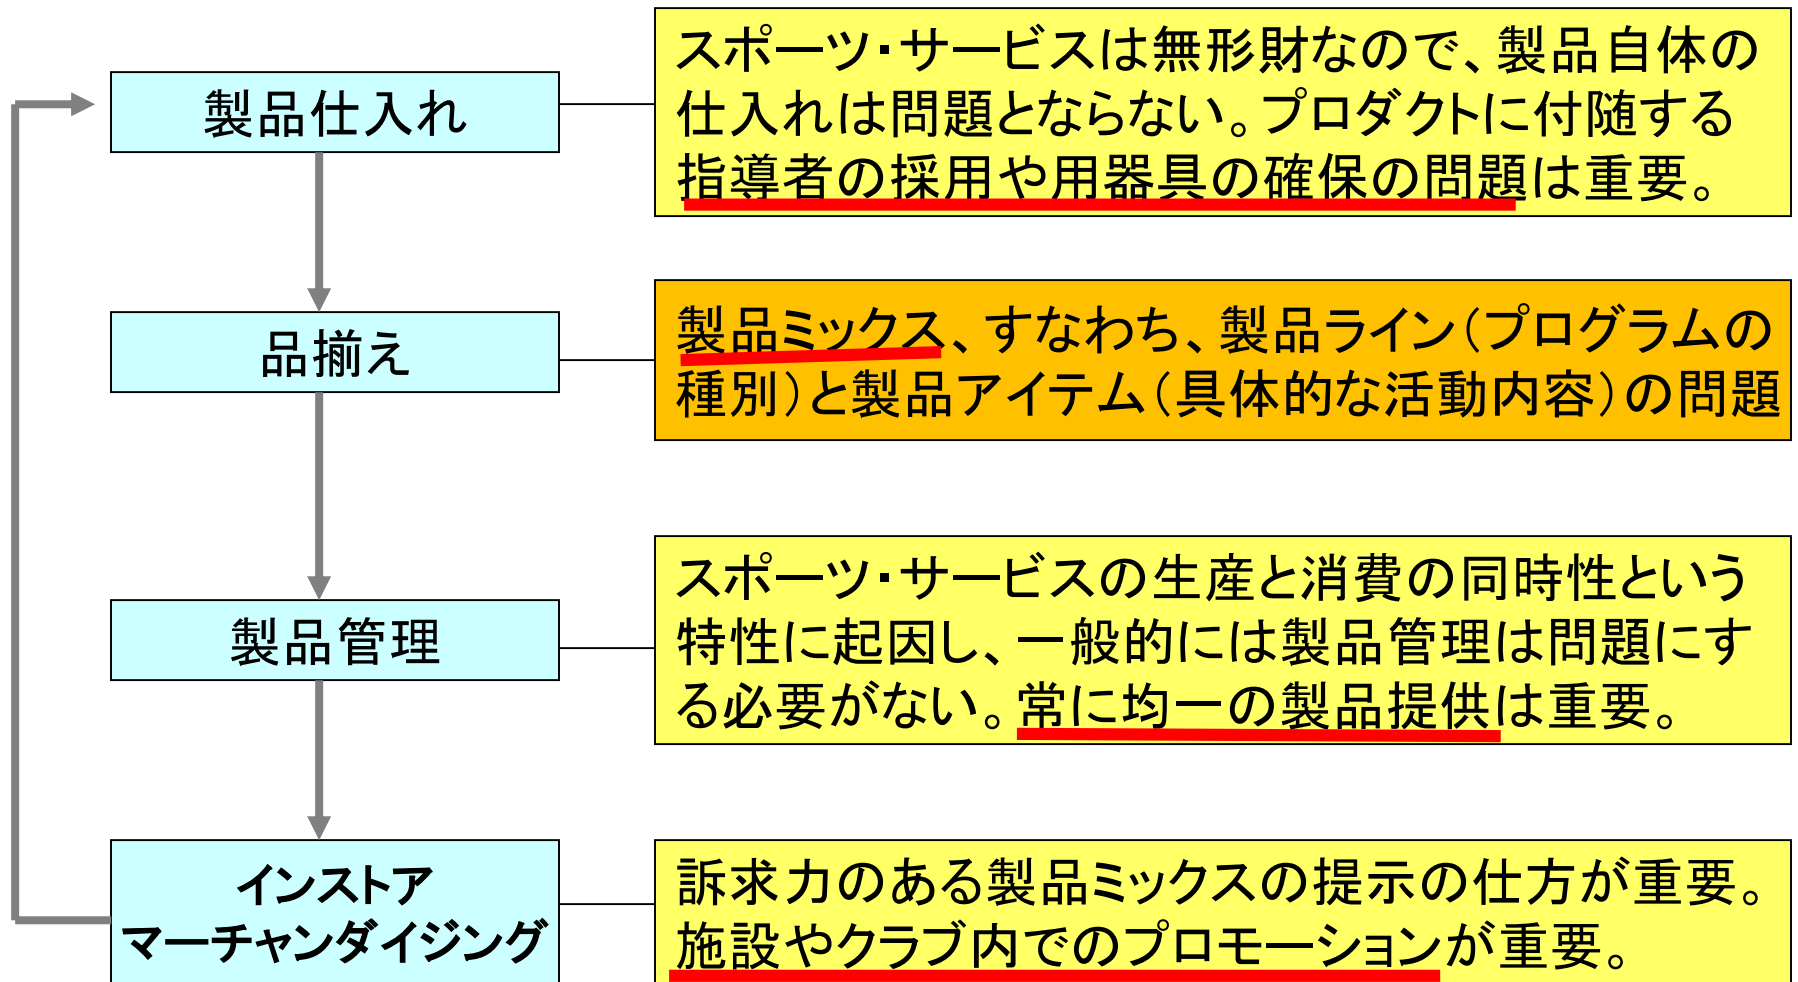 製品仕入れ
スポーツ・サービスは無形財なので、製品自体の
仕入れは問題とならない。プロダクトに付随する
指導者の採用や用器具の確保の問題は重要。
品揃え
製品ミックス、すなわち、製品ライン（プログラムの
種別）と製品アイテム（具体的な活動内容）の問題
製品管理
スポーツ・サービスの生産と消費の同時性という
特性に起因し、一般的には製品管理は問題にす
る必要がない。常に均一の製品提供は重要。
インストア
マーチャンダイジング
訴求力のある製品ミックスの提示の仕方が重要。
施設やクラブ内でのプロモーションが重要。